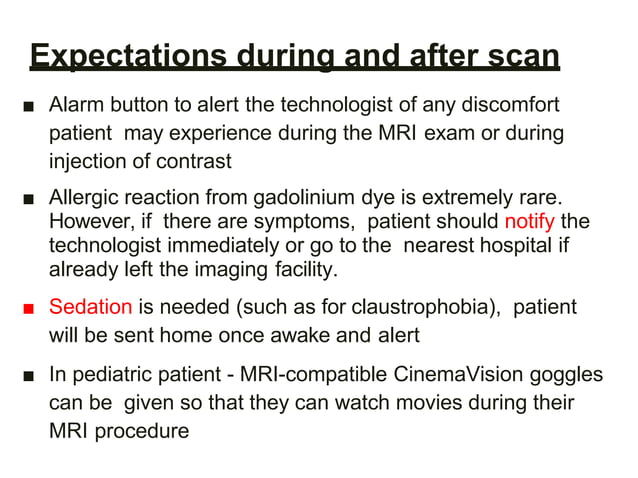 Expectations during and after scan
■ Alarm button to alert the technologist of any discomfort
patient may experience during the MRI exam or during
injection of contrast
■ Allergic reaction from gadolinium dye is extremely rare.
However, if there are symptoms, patient should notify the
technologist immediately or go to the nearest hospital if
already left the imaging facility.
■ Sedation is needed (such as for claustrophobia), patient
will be sent home once awake and alert
■ In pediatric patient - MRI-compatible CinemaVision goggles
can be given so that they can watch movies during their
MRI procedure